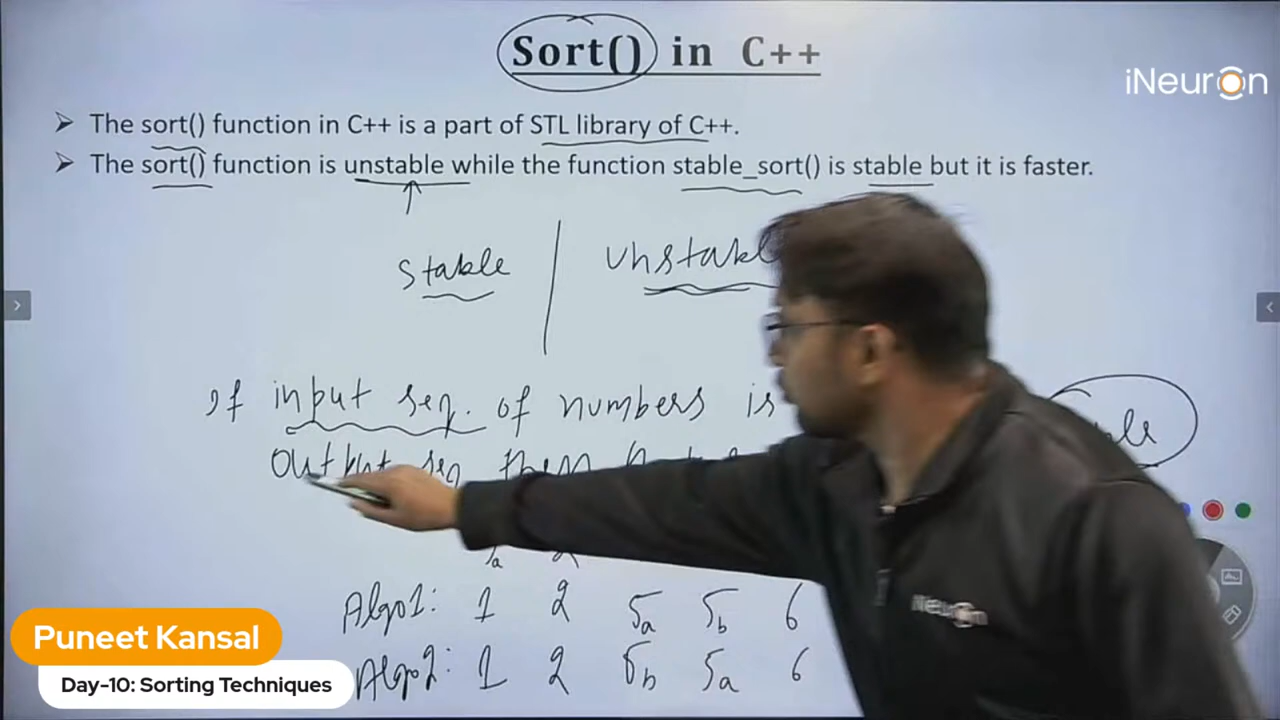 Sort() in C++
iNeuron
➢ The sort() function in C++ is a part of STL library of C++.
➢ The sort() function is unstable while the function stable_sort() is stable but it is faster.
stable
If input seq. of numbers is
output seq then
a 2
Algo1: 1 2 5a 5b 6
Algo2: 1 2 5b 5a 6
iNeuron
Puneet Kansal
Day-10: Sorting Techniques